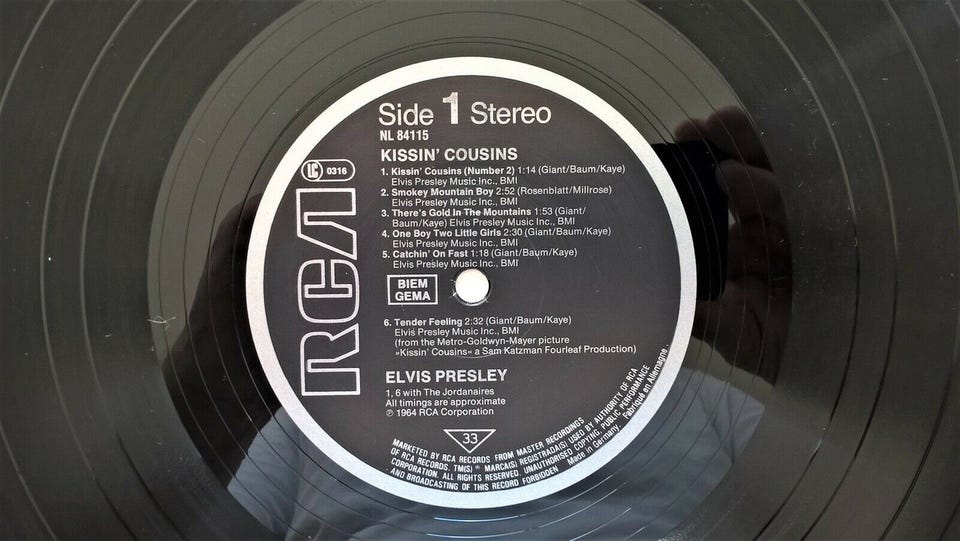 Side 1 Stereo
NL 84115
KISSIN' COUSINS
LC 0316
1. Kissin' Cousins (Number 2) 1:14 (Giant/Baum/Kaye)
Elvis Presley Music Inc., BMI
2. Smokey Mountain Boy 2:52 (Rosenblatt/Millrose)
Elvis Presley Music Inc., BMI
3. There's Gold In The Mountains 1:53 (Giant/
Baum/Kaye) Elvis Presley Music Inc., BMI
4. One Boy Two Little Girls 2:30 (Giant/Baum/Kaye)
Elvis Presley Music Inc., BMI
5. Catchin' On Fast 1:18 (Giant/Baum/Kaye)
Elvis Presley Music Inc., BMI
RCA
BIEM
GEMA
6. Tender Feeling 2:32 (Giant/Baum/Kaye)
Elvis Presley Music Inc., BMI
(from the Metro-Goldwyn-Mayer picture
»Kissin' Cousins« a Sam Katzman Fourleaf Production)
ELVIS PRESLEY
1, 6 with The Jordanaires
All timings are approximate
℗ 1964 RCA Corporation
33
MARKETED BY RCA RECORDS FROM MASTER RECORDINGS
OF RCA RECORDS. TM(S)® MARCA(S) REGISTRADA(S) USED BY AUTHORITY OF RCA
CORPORATION. ALL RIGHTS RESERVED. UNAUTHORISED COPYING, PUBLIC PERFORMANCE
AND BROADCASTING OF THIS RECORD FORBIDDEN Made in Germany. Fabriqué en Allemagne.